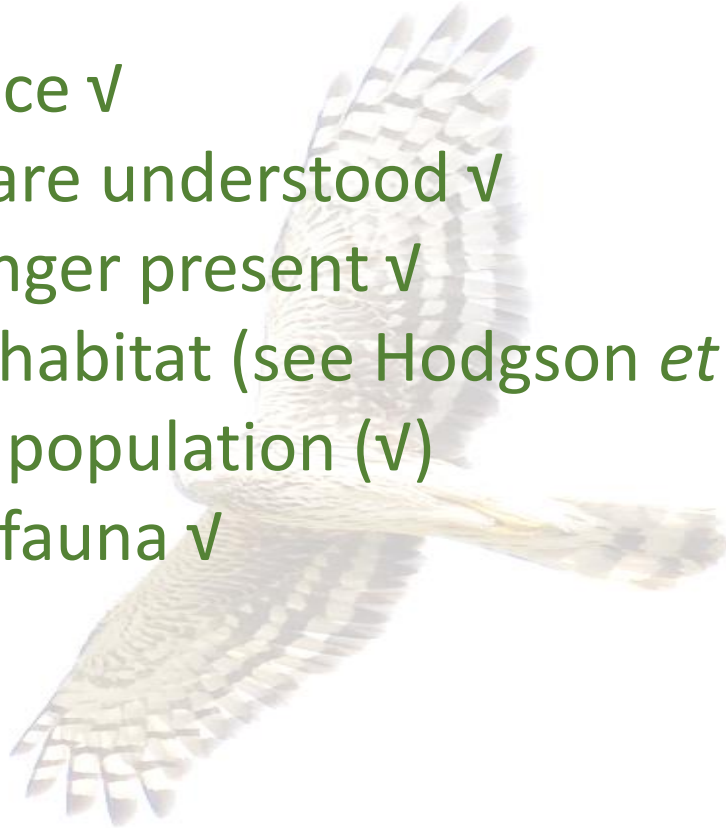 ce √
are understood √
nger present √
habitat (see Hodgson et
population (√)
fauna √